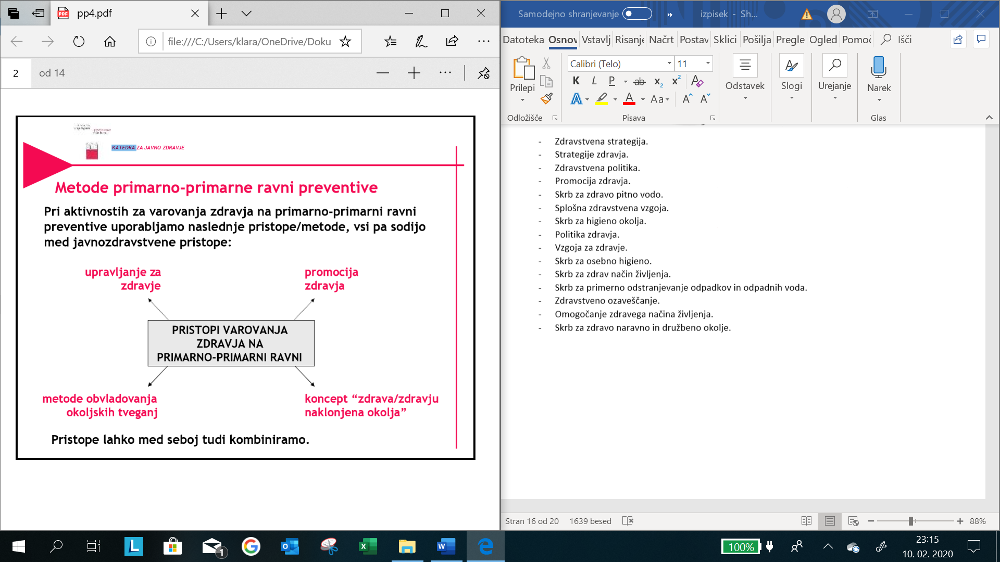 pp4.pdf
file:///C:/Users/klara/OneDrive/Doku
2 od 14
KATEDRA ZA JAVNO ZDRAVJE
Metode primarno-primarne ravni preventive
Pri aktivnostih za varovanja zdravja na primarno-primarni ravni
preventive uporabljamo naslednje pristope/metode, vsi pa sodijo
med javnozdravstvene pristope:
upravljanje za
zdravje
promocija
zdravja
PRISTOPI VAROVANJA
ZDRAVJA NA
PRIMARNO-PRIMARNI RAVNI
metode obvladovanja
okoljskih tveganj
koncept “zdrava/zdravju
naklonjena okolja”
Pristope lahko med seboj tudi kombiniramo.
Samodejno shranjevanje
izpisek - Sh...
Datoteka Osnov Vstavlj Risanje Načrt Postav Sklici Pošilja Pregle Ogled Pomoč Išči
Prilepi
Calibri (Telo) 11
K L P ab x₂ x²
A A Aa A A
Odstavek
Slogi
Urejanje
Narek
Odložišče Pisava Glas
- Zdravstvena strategija.
- Strategije zdravja.
- Zdravstvena politika.
- Promocija zdravja.
- Skrb za zdravo pitno vodo.
- Splošna zdravstvena vzgoja.
- Skrb za higieno okolja.
- Politika zdravja.
- Vzgoja za zdravje.
- Skrb za osebno higieno.
- Skrb za zdrav način življenja.
- Skrb za primerno odstranjevanje odpadkov in odpadnih voda.
- Zdravstveno ozaveščanje.
- Omogočanje zdravega načina življenja.
- Skrb za zdravo naravno in družbeno okolje.
Stran 16 od 20 1639 besed 88%
100%
23:15
10. 02. 2020